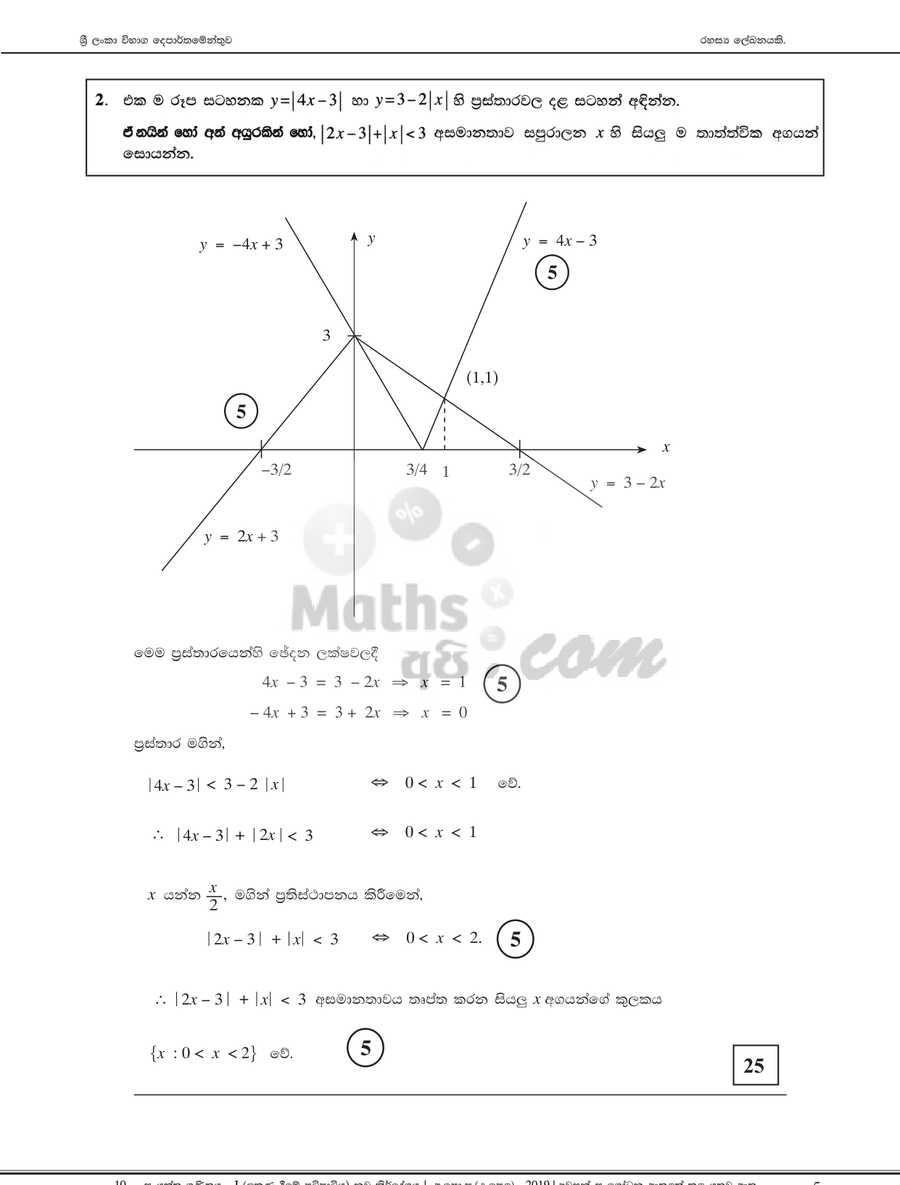 ශ්‍රී ලංකා විභාග දෙපාර්තමේන්තුව
රහස්‍ය ලේඛනයකි.
2. එක ම රූප සටහනක y=|4x−3| හා y=3−2|x| හි ප්‍රස්තාරවල දළ සටහන් අඳින්න.
ඒ නයින් හෝ අන් අයුරකින් හෝ, |2x−3|+|x|<3 අසමානතාව සපුරාලන x හි සියලු ම තාත්ත්වික අගයන්
සොයන්න.
y = −4x + 3
y
y = 4x − 3
5
3
(1,1)
5
x
−3/2
3/4
1
3/2
y = 3 − 2x
y = 2x + 3
Maths
අපි .com
මෙම ප්‍රස්තාරයෙන්හි ඡේදන ලක්ෂවලදී
4x − 3 = 3 − 2x ⇒ x = 1 5
− 4x + 3 = 3 + 2x ⇒ x = 0
ප්‍රස්තාර මගින්,
|4x − 3| < 3 − 2 |x| ⇔ 0 < x < 1 වේ.
∴ |4x − 3| + |2x| < 3 ⇔ 0 < x < 1
x යන්න x/2, මගින් ප්‍රතිස්ථාපනය කිරීමෙන්,
|2x − 3| + |x| < 3 ⇔ 0 < x < 2. 5
∴ |2x − 3| + |x| < 3 අසමානතාවය තෘප්ත කරන සියලු x අගයන්ගේ කුලකය
{x : 0 < x < 2} වේ. 5
25